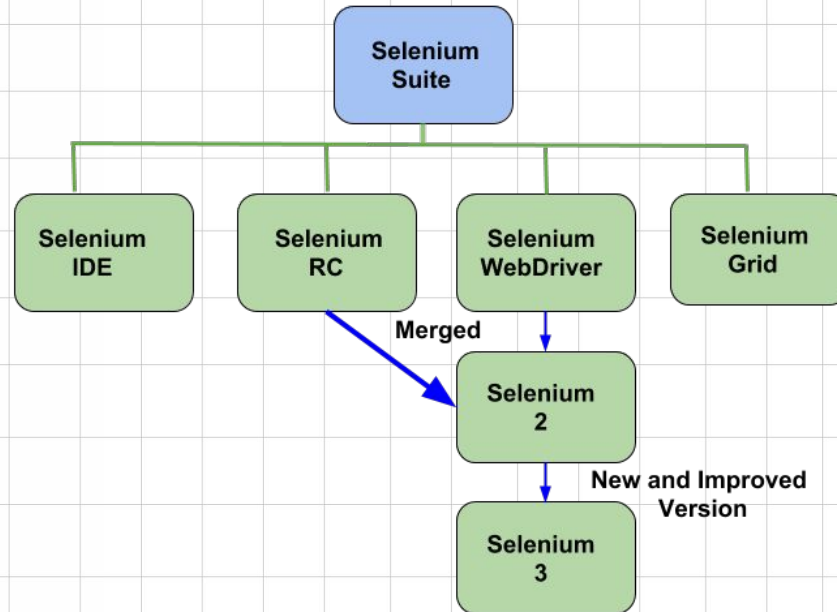 Selenium
Suite
Selenium
IDE
Selenium
RC
Selenium
WebDriver
Selenium
Grid
Merged
Selenium
2
New and Improved
Version
Selenium
3